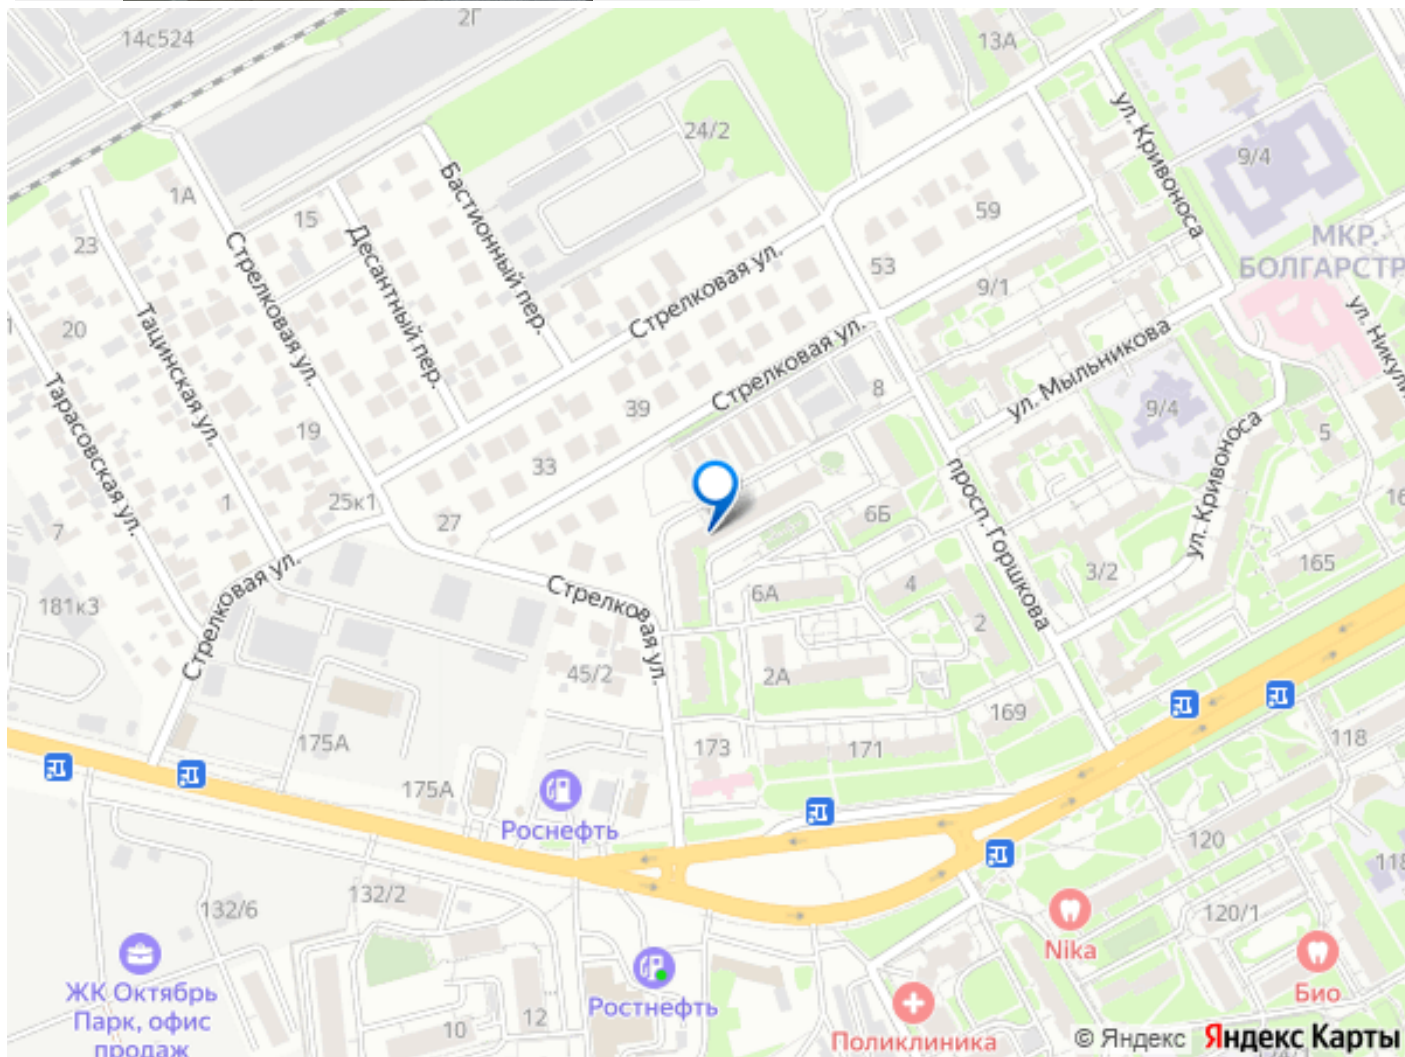 2Г
14с524
13А
ул. Кривоноса
24/2
9/4
Бастионный пер.
1А
15
59
23
Стрелковая ул.
Десантный пер.
МКР.
БОЛГАРСТР
53
Стрелковая ул.
9/1
Тацинская ул.
20
ул. Никули
Стрелковая ул.
ул. Мыльникова
Тарасовская ул.
8
39
9/4
19
5
ул. Кривоноса
33
просп. Горшкова
1
25к1
27
7
6Б
16
Стрелковая ул.
165
3/2
4
6А
Стрелковая ул.
181к3
2
45/2
2А
169
173
171
175А
118
175А
Роснефть
120
118
132/2
132/6
120/1
Nika
ЖК Октябрь
Парк, офис
продаж
Ростнефть
Био
12
10
Поликлиника
© Яндекс Яндекс Карты